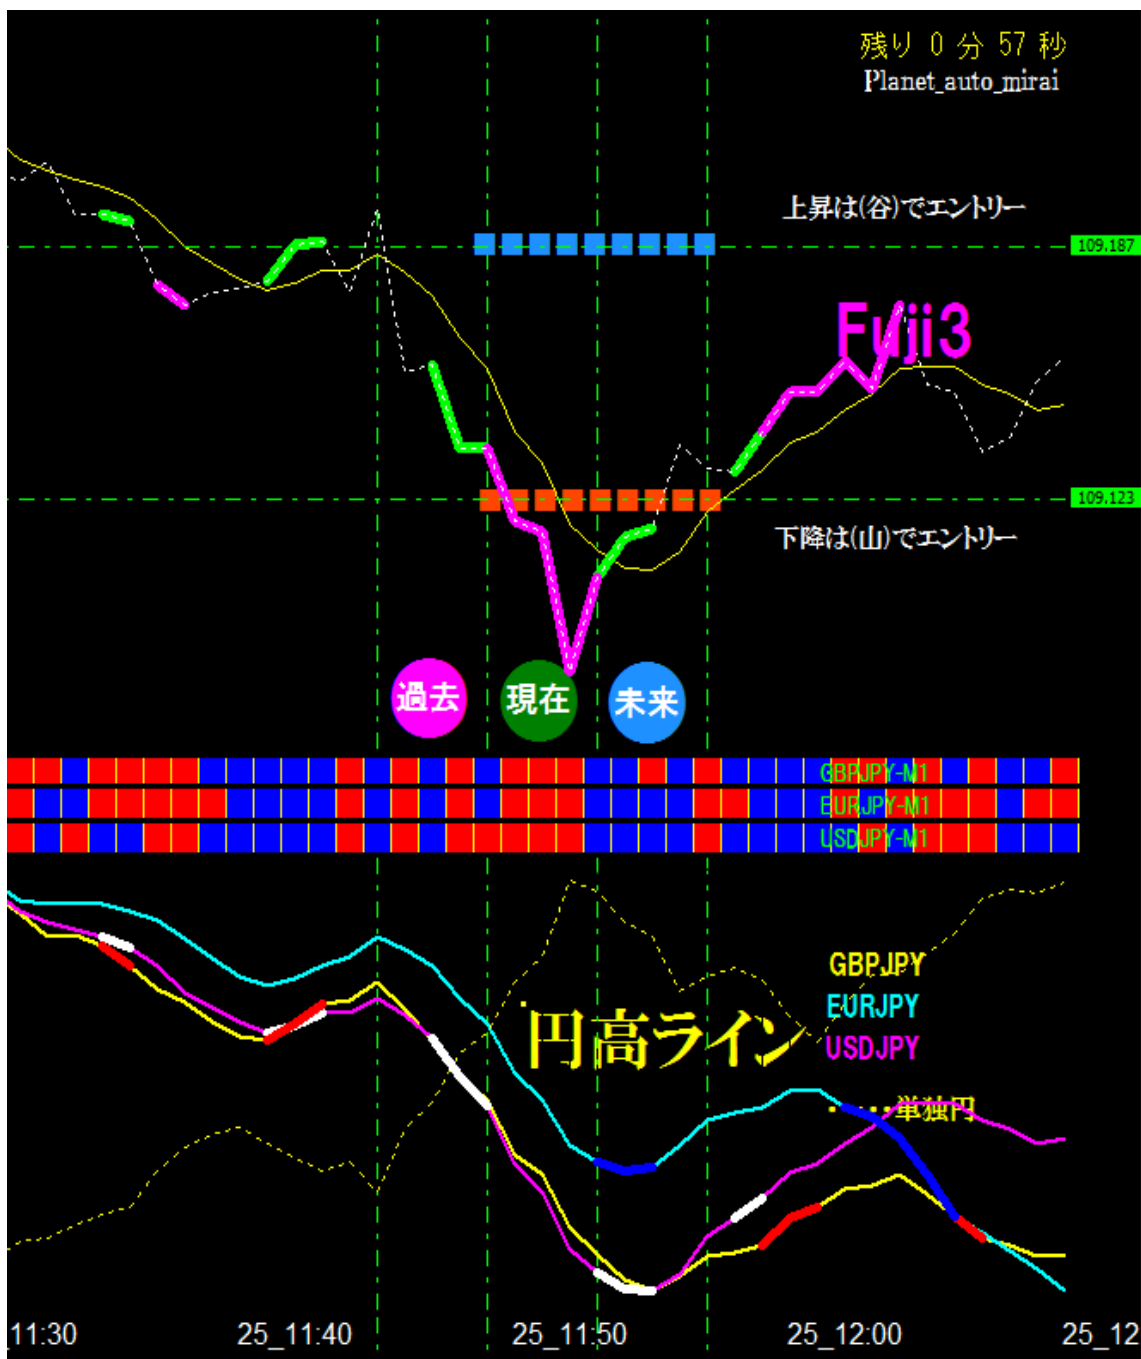 残り 0 分 57 秒
Planet_auto_mirai
上昇は(谷)でエントリー
109.187
Fuji3
109.123
下降は(山)でエントリー
過去 現在 未来
GBPJPY-M1
EURJPY-M1
USDJPY-M1
GBPJPY
EURJPY
円高ライン
USDJPY
・・・・・単独円
11:30 25_11:40 25_11:50 25_12:00 25_12